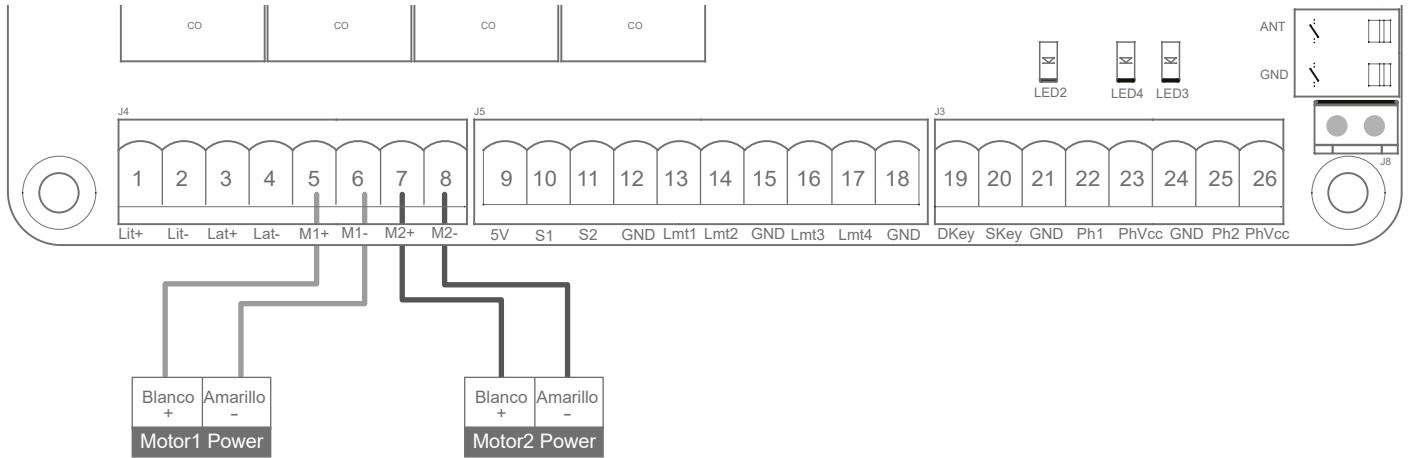 CO CO CO CO
ANT
GND
LED2 LED4 LED3
J4 J5 J3
J8
1 2 3 4 5 6 7 8 9 10 11 12 13 14 15 16 17 18 19 20 21 22 23 24 25 26
Lit+ Lit- Lat+ Lat- M1+ M1- M2+ M2- 5V S1 S2 GND Lmt1 Lmt2 GND Lmt3 Lmt4 GND DKey SKey GND Ph1 PhVcc GND Ph2 PhVcc
Blanco Amarillo
+ -
Motor1 Power
Blanco Amarillo
+ -
Motor2 Power